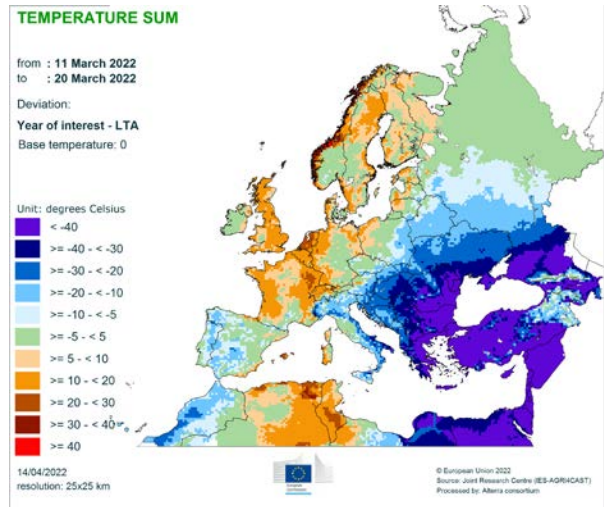 TEMPERATURE SUM
from : 11 March 2022
to : 20 March 2022
Deviation:
Year of interest - LTA
Base temperature: 0
Unit: degrees Celsius
< -40
>= -40 - < -30
>= -30 - < -20
>= -20 - < -10
>= -10 - < -5
>= -5 - < 5
>= 5 - < 10
>= 10 - < 20
>= 20 - < 30
>= 30 - < 40
>= 40
14/04/2022
resolution: 25x25 km
© European Union 2022
Source: Joint Research Centre (IES-AGRI4CAST)
Processed by: Alterra consortium